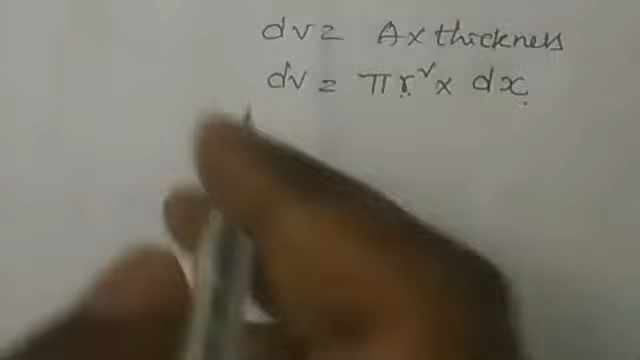 dv = A x thickness
dv = πr² x dx